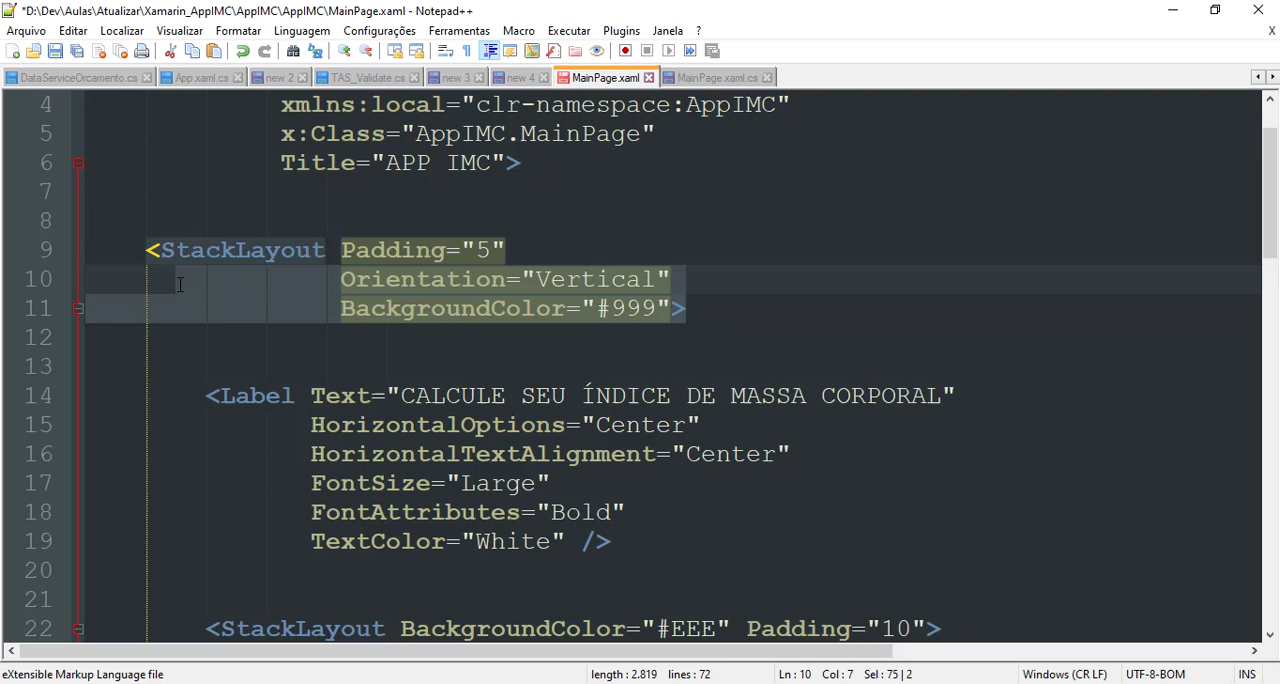 *D:\Dev\Aulas\Atualizar\Xamarin_AppIMC\AppIMC\AppIMC\MainPage.xaml - Notepad++
Arquivo Editar Localizar Visualizar Formatar Linguagem Configurações Ferramentas Macro Executar Plugins Janela ? X
DataServiceOrcamento.cs App.xaml.cs new 2 TAS_Validate.cs new 3 new 4 MainPage.xaml MainPage.xaml.cs
4 xmlns:local="clr-namespace:AppIMC"
5 x:Class="AppIMC.MainPage"
6 Title="APP IMC">
7
8
9 <StackLayout Padding="5"
10 Orientation="Vertical"
11 BackgroundColor="#999">
12
13
14 <Label Text="CALCULE SEU ÍNDICE DE MASSA CORPORAL"
15 HorizontalOptions="Center"
16 HorizontalTextAlignment="Center"
17 FontSize="Large"
18 FontAttributes="Bold"
19 TextColor="White" />
20
21
22 <StackLayout BackgroundColor="#EEE" Padding="10">
eXtensible Markup Language file length : 2.819 lines : 72 Ln : 10 Col : 7 Sel : 75 | 2 Windows (CR LF) UTF-8-BOM INS